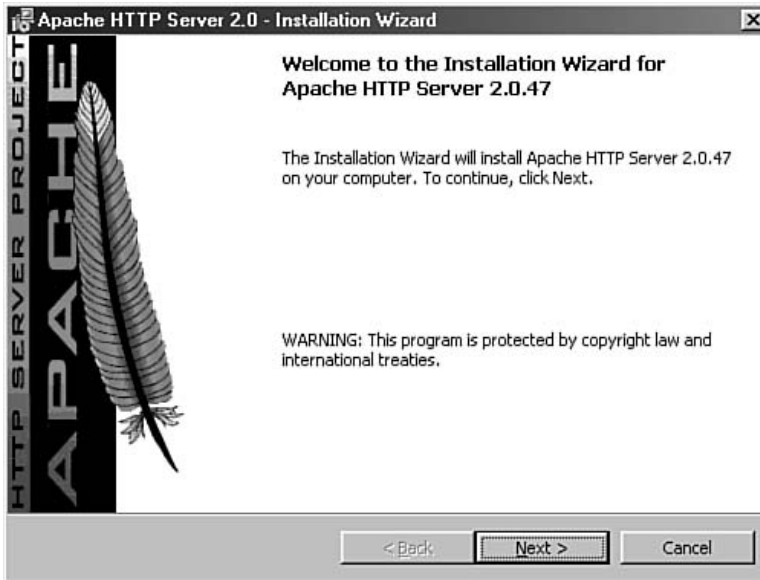 Apache HTTP Server 2.0 - Installation Wizard
HTTP SERVER PROJECT
APACHE
Welcome to the Installation Wizard for
Apache HTTP Server 2.0.47
The Installation Wizard will install Apache HTTP Server 2.0.47
on your computer. To continue, click Next.
WARNING: This program is protected by copyright law and
international treaties.
< Back
Next >
Cancel